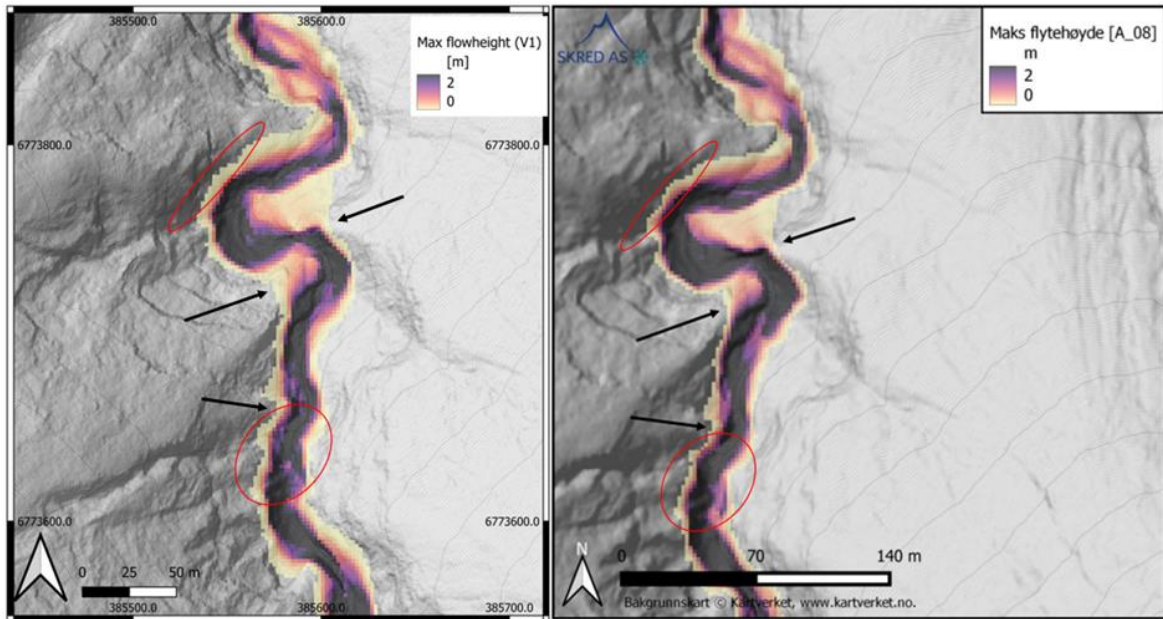 385500.0 385600.0
Max flowheight (V1)
[m]
2
0
6773800.0
6773800.0
6773600.0
6773600.0
0 25 50 m
385500.0 385600.0 385700.0
SKRED AS
Maks flytehøyde [A_08]
m
2
0
N
0 70 140 m
Bakgrunnskart © Kartverket, www.kartverket.no.